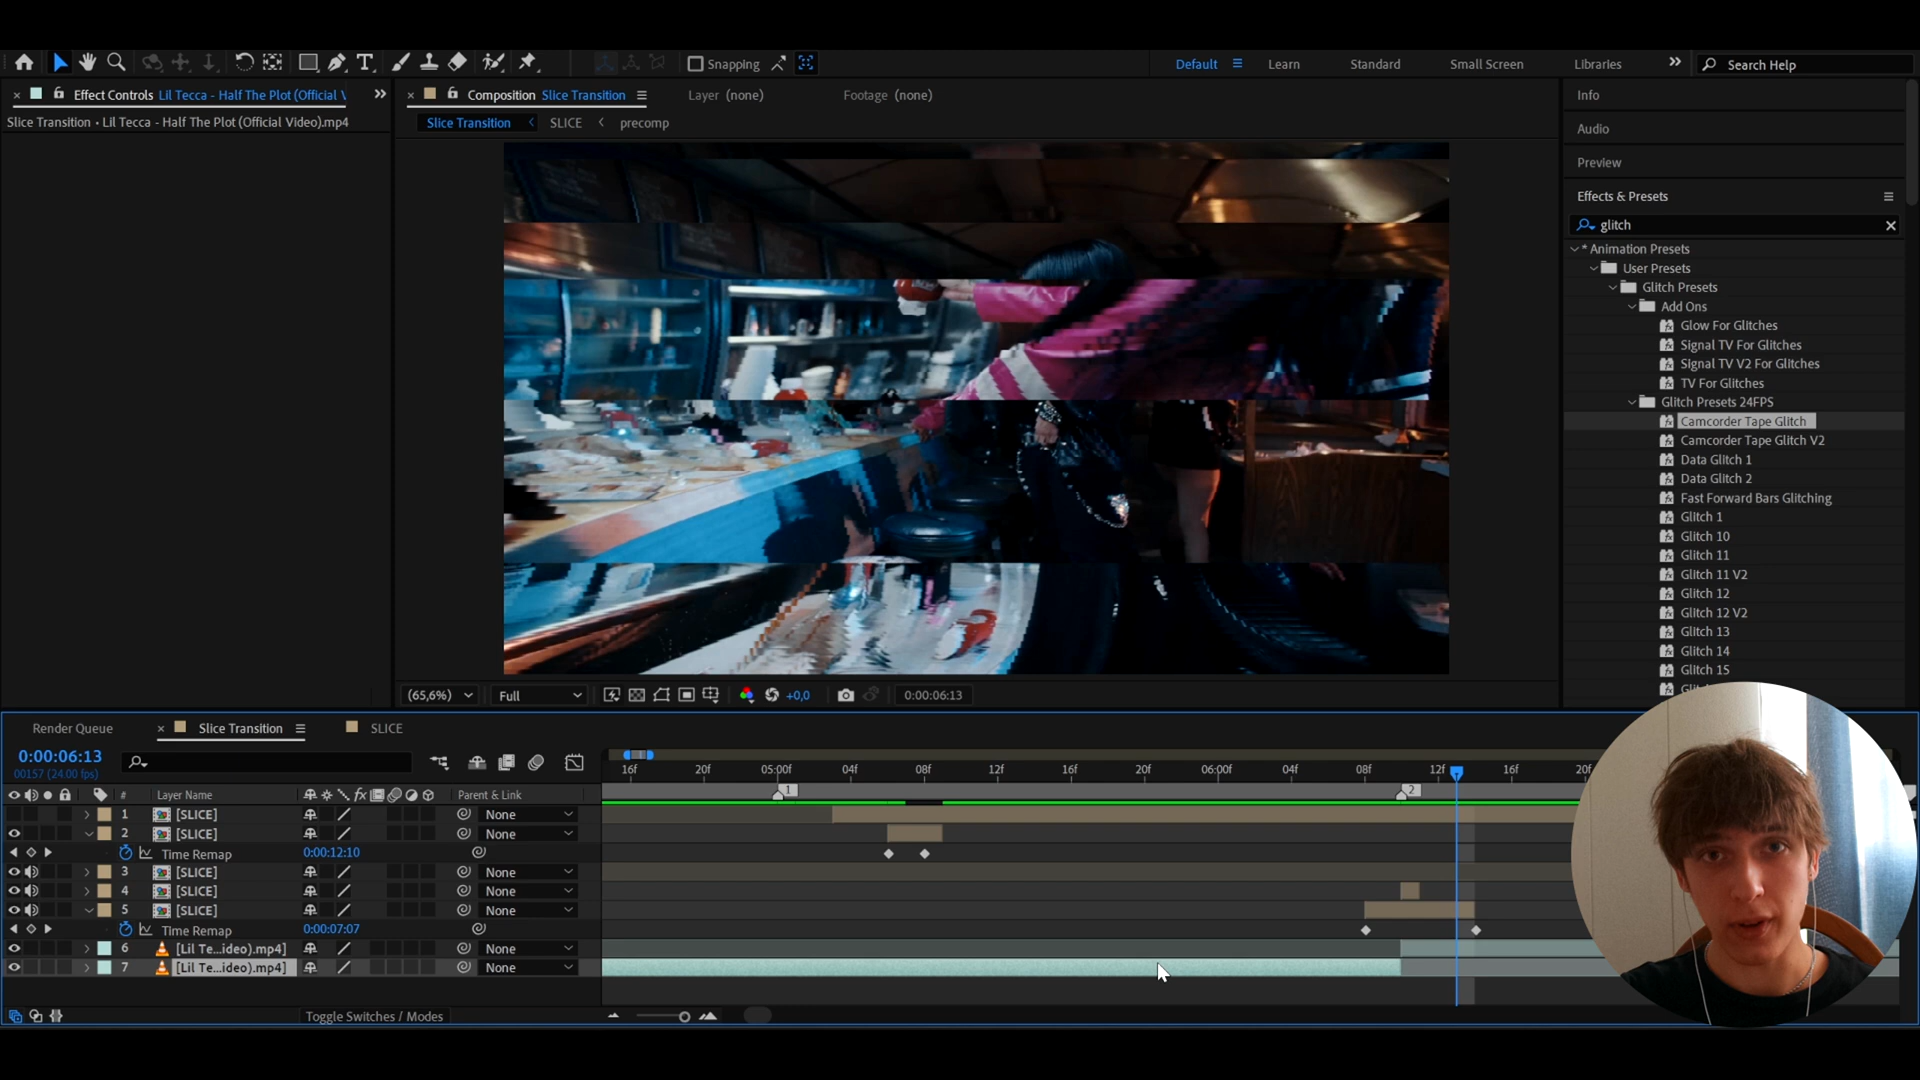 Snapping
Default
Learn
Standard
Small Screen
Libraries
Search Help
Effect Controls Lil Tecca - Half The Plot (Official V
Composition Slice Transition
Layer (none)
Footage (none)
Info
Slice Transition • Lil Tecca - Half The Plot (Official Video).mp4
Slice Transition
SLICE
precomp
Audio
Preview
Effects & Presets
glitch
* Animation Presets
User Presets
Glitch Presets
Add Ons
Glow For Glitches
Signal TV For Glitches
SIgnal TV V2 For Glltches
TV For Glitches
Glitch Presets 24FPS
Camcorder Tape Glitch
Camcorder Tape Glitch V2
Data Glitch 1
Data Glitch 2
Fast Forward Bars Glitching
Glitch 1
Glitch 10
Glitch 11
Glitch 11 V2
Glitch 12
Glitch 12 V2
Glitch 13
Glitch 14
Glitch 15
(65,6%)
Full
+0,0
0:00:06:13
Render Queue
Slice Transition
SLICE
0:00:06:13
00157 (24.00 fps)
16f 20f 05:00f 04f 08f 12f 16f 20f 06:00f 04f 08f 12f 16f 20f
# Layer Name
fx
Parent & Link
1
2
1 [SLICE] None
2 [SLICE] None
Time Remap 0:00:12:10
3 [SLICE] None
4 [SLICE] None
5 [SLICE] None
Time Remap 0:00:07:07
6 [Lil Te...ideo).mp4] None
7 [Lil Te...ideo).mp4] None
Toggle Switches / Modes